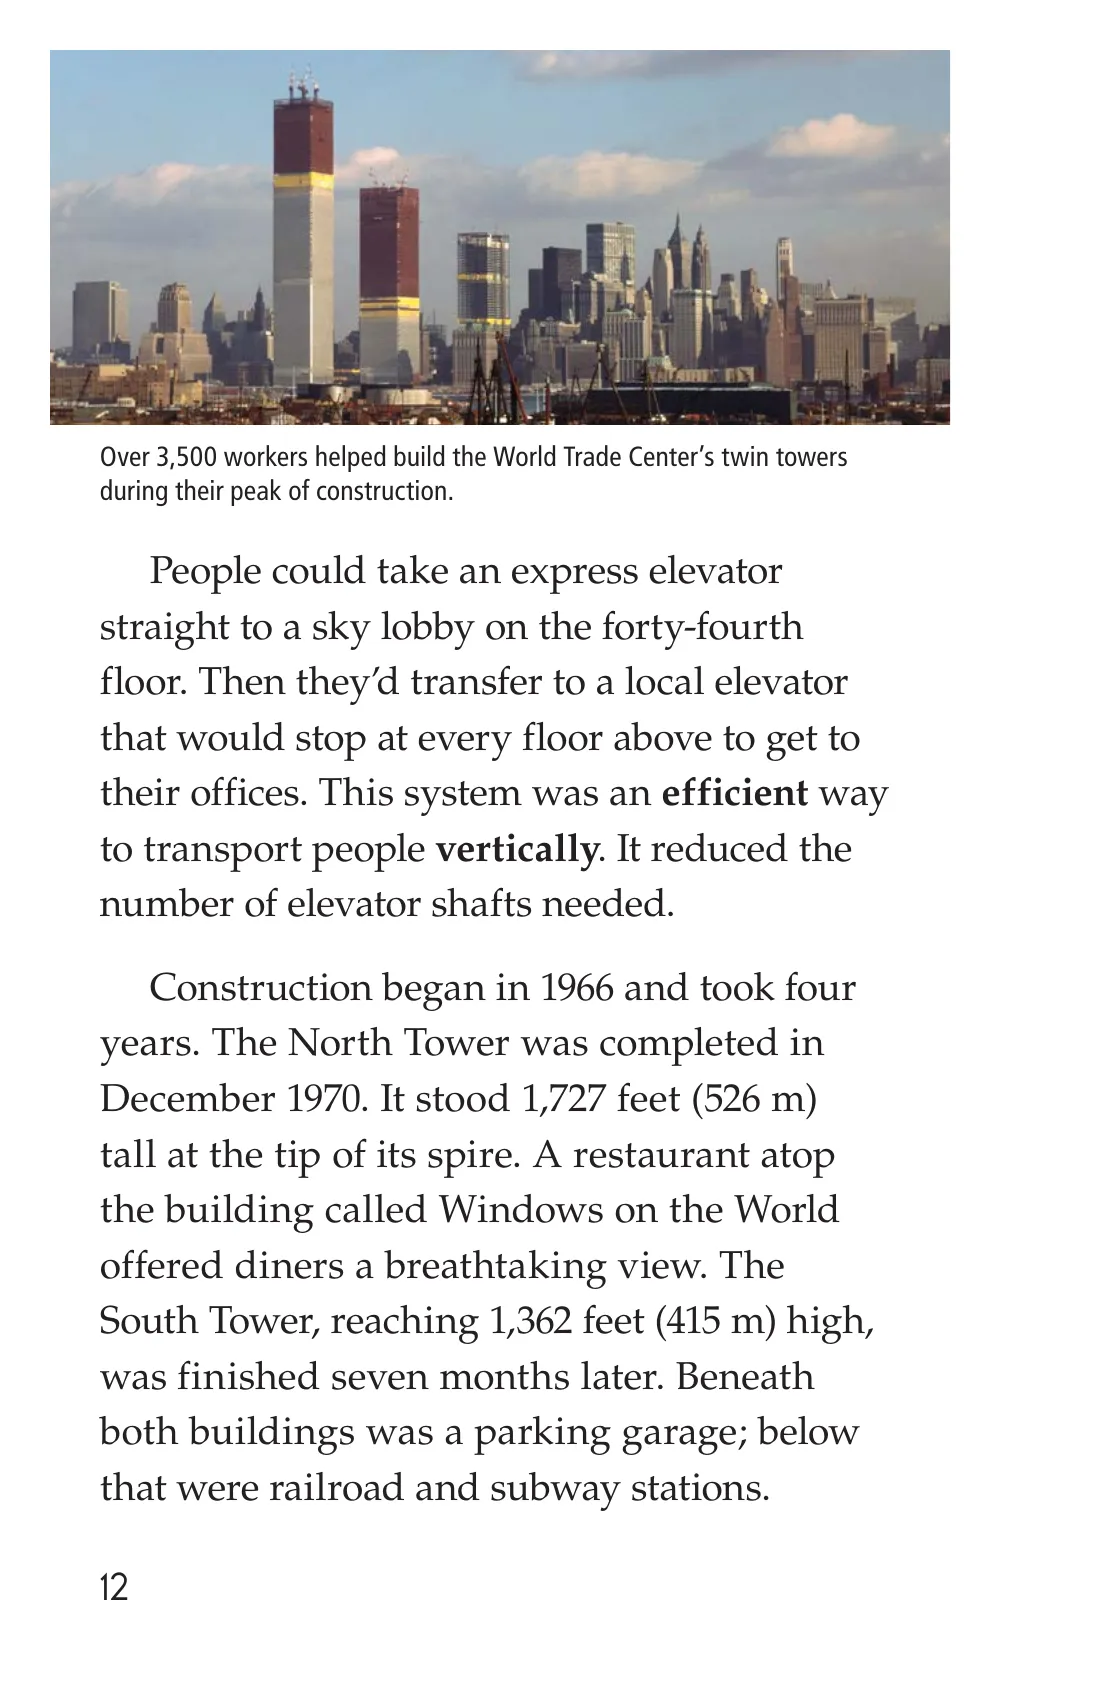 Over 3,500 workers helped build the World Trade Center’s twin towers
during their peak of construction.
People could take an express elevator
straight to a sky lobby on the forty-fourth
floor. Then they’d transfer to a local elevator
that would stop at every floor above to get to
their offices. This system was an efficient way
to transport people vertically. It reduced the
number of elevator shafts needed.
Construction began in 1966 and took four
years. The North Tower was completed in
December 1970. It stood 1,727 feet (526 m)
tall at the tip of its spire. A restaurant atop
the building called Windows on the World
offered diners a breathtaking view. The
South Tower, reaching 1,362 feet (415 m) high,
was finished seven months later. Beneath
both buildings was a parking garage; below
that were railroad and subway stations.
12